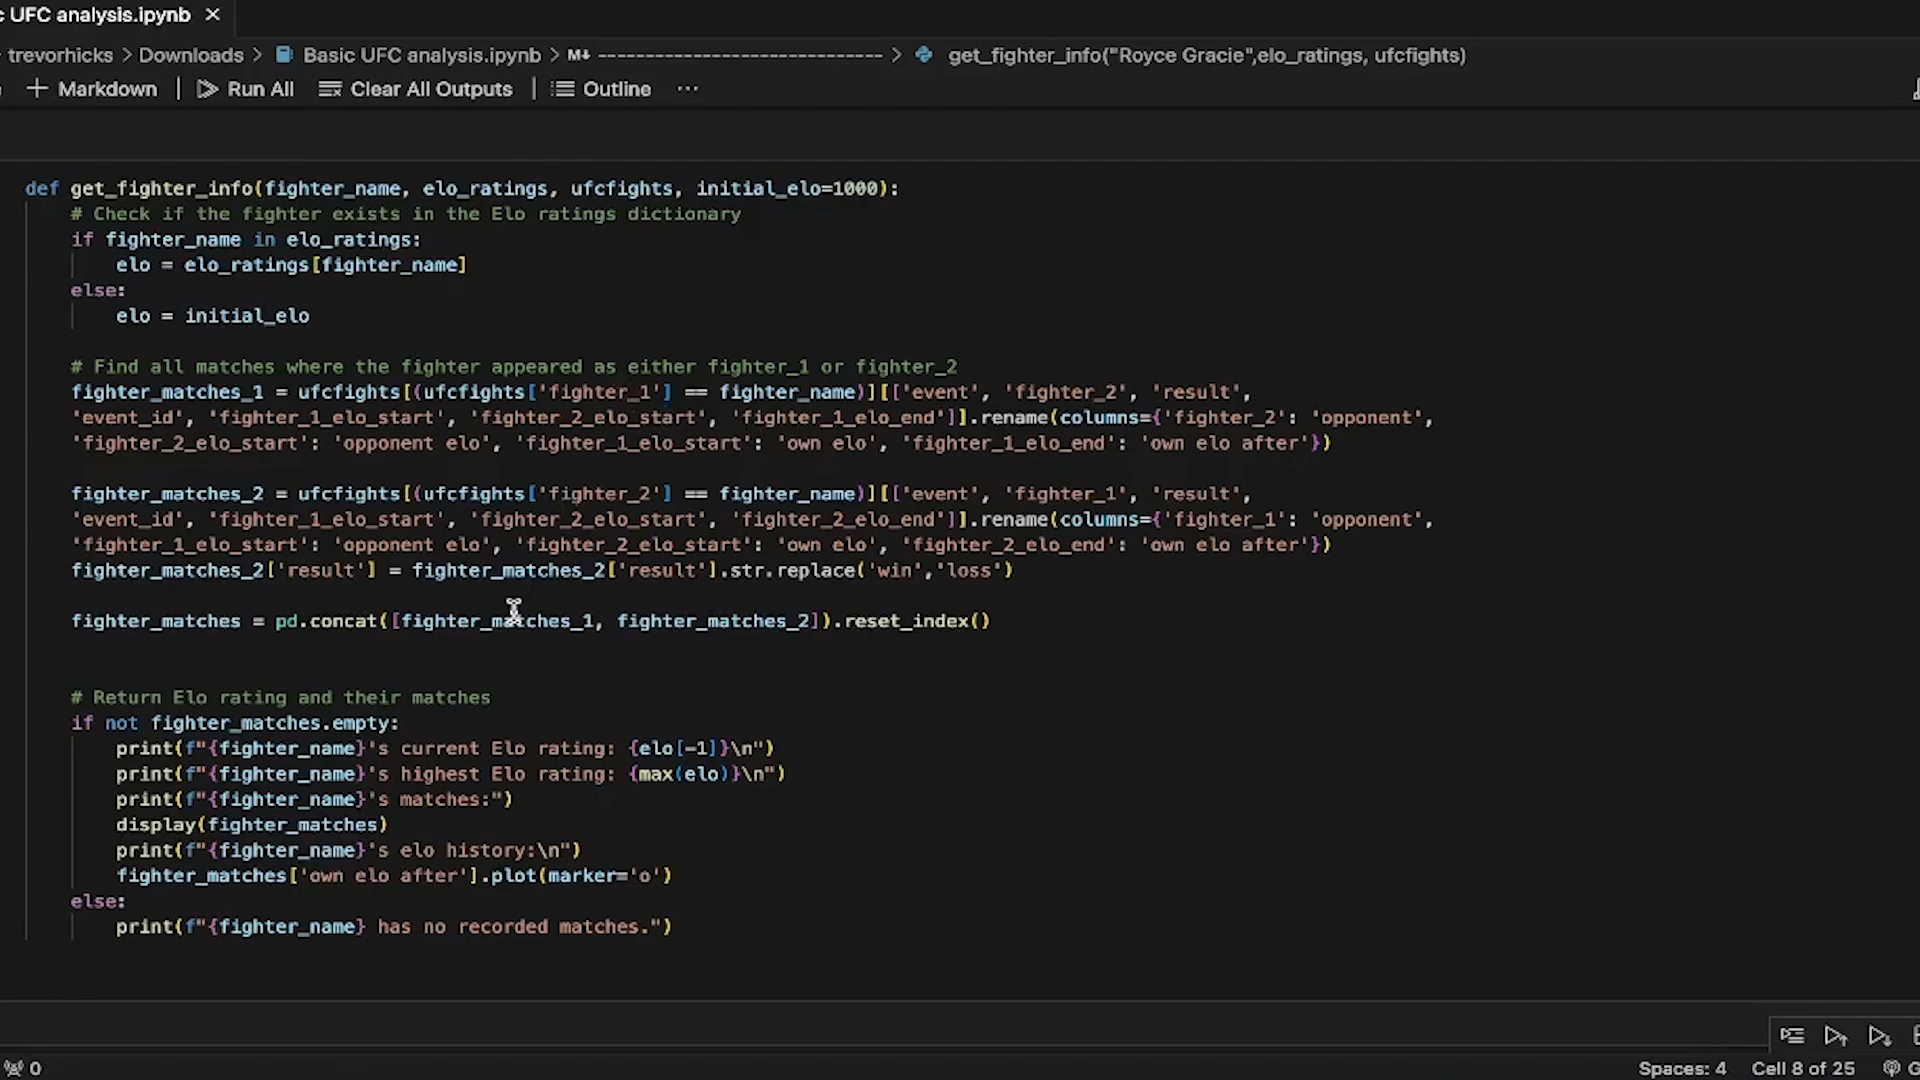 c UFC analysis.ipynb
trevorhicks > Downloads > Basic UFC analysis.ipynb > M↓ ---------------------------- > get_fighter_info("Royce Gracie",elo_ratings, ufcfights)
+ Markdown | Run All Clear All Outputs | Outline ...
def get_fighter_info(fighter_name, elo_ratings, ufcfights, initial_elo=1000):
# Check if the fighter exists in the Elo ratings dictionary
if fighter_name in elo_ratings:
elo = elo_ratings[fighter_name]
else:
elo = initial_elo
# Find all matches where the fighter appeared as either fighter_1 or fighter_2
fighter_matches_1 = ufcfights[(ufcfights['fighter_1'] == fighter_name)][['event', 'fighter_2', 'result',
'event_id', 'fighter_1_elo_start', 'fighter_2_elo_start', 'fighter_1_elo_end']].rename(columns={'fighter_2': 'opponent',
'fighter_2_elo_start': 'opponent elo', 'fighter_1_elo_start': 'own elo', 'fighter_1_elo_end': 'own elo after'})
fighter_matches_2 = ufcfights[(ufcfights['fighter_2'] == fighter_name)][['event', 'fighter_1', 'result',
'event_id', 'fighter_1_elo_start', 'fighter_2_elo_start', 'fighter_2_elo_end']].rename(columns={'fighter_1': 'opponent',
'fighter_1_elo_start': 'opponent elo', 'fighter_2_elo_start': 'own elo', 'fighter_2_elo_end': 'own elo after'})
fighter_matches_2['result'] = fighter_matches_2['result'].str.replace('win','loss')
fighter_matches = pd.concat([fighter_matches_1, fighter_matches_2]).reset_index()
# Return Elo rating and their matches
if not fighter_matches.empty:
print(f"{fighter_name}'s current Elo rating: {elo[-1]}\n")
print(f"{fighter_name}'s highest Elo rating: {max(elo)}\n")
print(f"{fighter_name}'s matches:")
display(fighter_matches)
print(f"{fighter_name}'s elo history:\n")
fighter_matches['own elo after'].plot(marker='o')
else:
print(f"{fighter_name} has no recorded matches.")
0
Spaces: 4 Cell 8 of 25 G